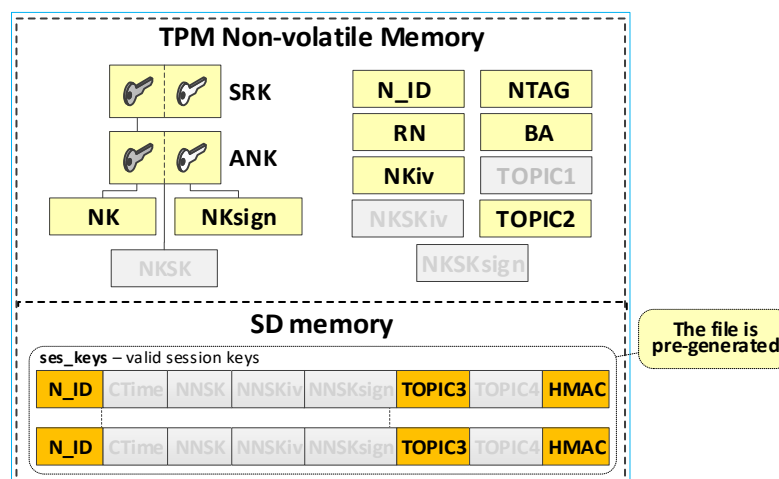 TPM Non-volatile Memory
SRK
ANK
NK
NKsign
NKSK
N_ID
NTAG
RN
BA
NKiv
TOPIC1
NKSKiv
TOPIC2
NKSKsign
SD memory
The file is
pre-generated
ses_keys – valid session keys
N_ID CTime NNSK NNSKiv NNSKsign TOPIC3 TOPIC4 HMAC
N_ID CTime NNSK NNSKiv NNSKsign TOPIC3 TOPIC4 HMAC